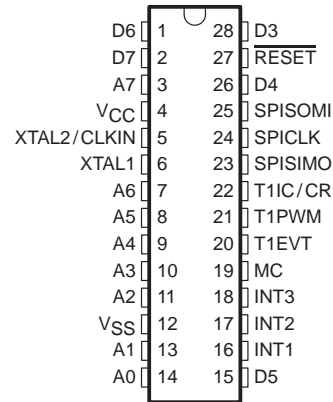 D6 1 28 D3
D7 2 27 RESET
A7 3 26 D4
VCC 4 25 SPISOMI
XTAL2/CLKIN 5 24 SPICLK
XTAL1 6 23 SPISIMO
A6 7 22 T1IC/CR
A5 8 21 T1PWM
A4 9 20 T1EVT
A3 10 19 MC
A2 11 18 INT3
VSS 12 17 INT2
A1 13 16 INT1
A0 14 15 D5